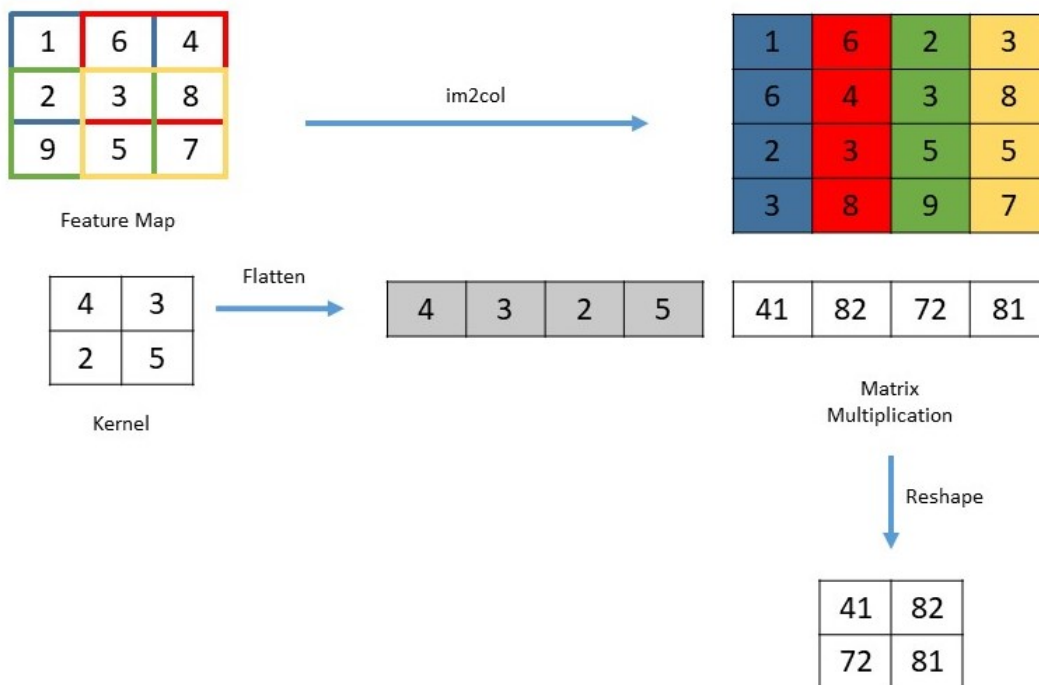 1 6 4
2 3 8
9 5 7
Feature Map
im2col
1 6 2 3
6 4 3 8
2 3 5 5
3 8 9 7
4 3
2 5
Kernel
Flatten
4 3 2 5
41 82 72 81
Matrix
Multiplication
Reshape
41 82
72 81